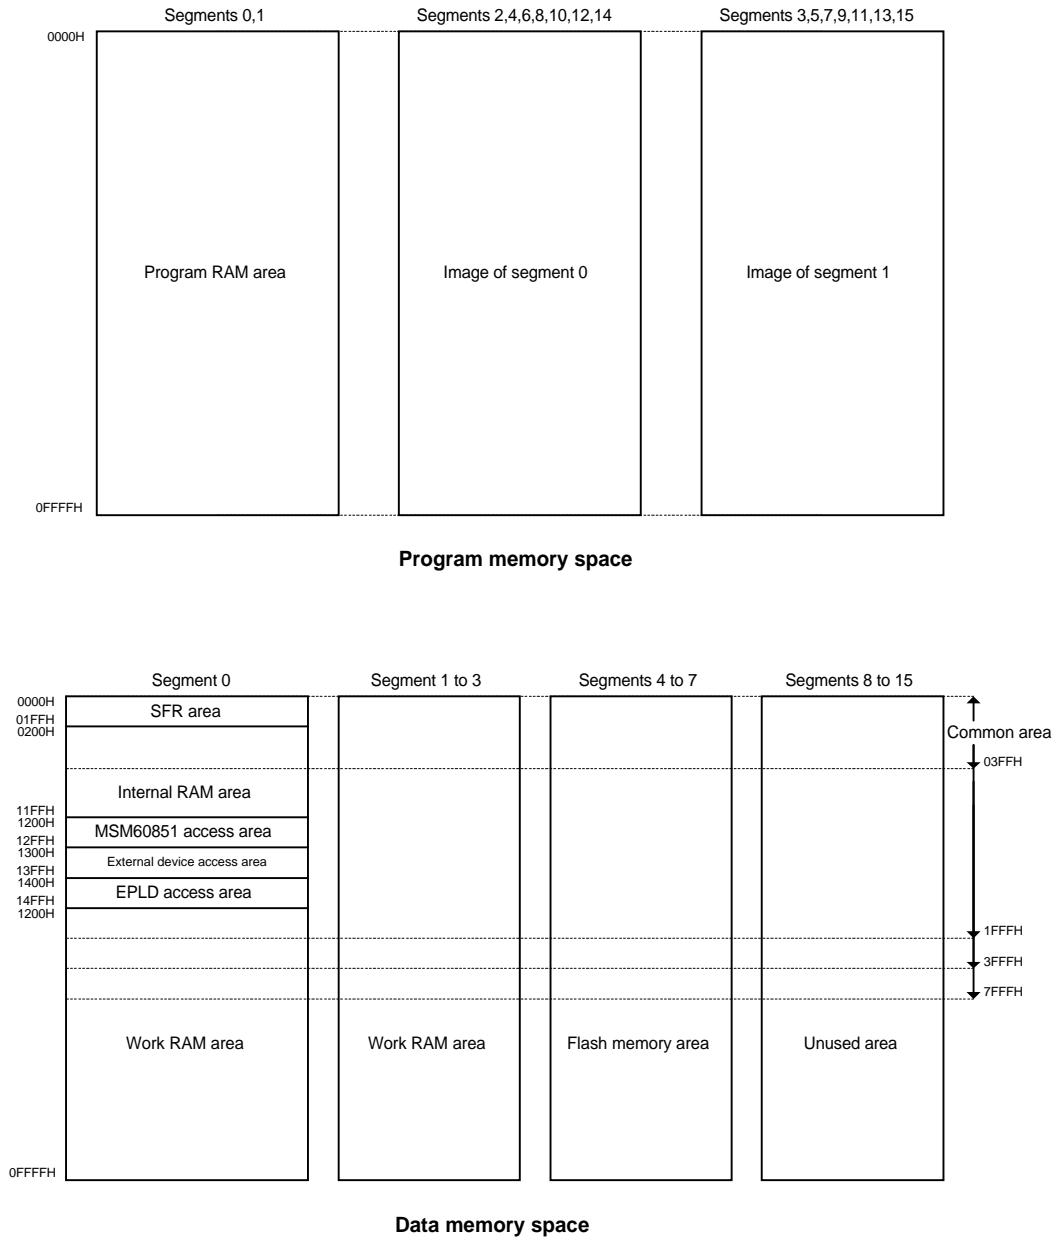 Segments 0,1
Segments 2,4,6,8,10,12,14
Segments 3,5,7,9,11,13,15
0000H
Program RAM area
Image of segment 0
Image of segment 1
0FFFFH
Program memory space
Segment 0
Segment 1 to 3
Segments 4 to 7
Segments 8 to 15
0000H
SFR area
01FFH
0200H
Common area
03FFH
Internal RAM area
11FFH
1200H
MSM60851 access area
12FFH
1300H
External device access area
13FFH
1400H
EPLD access area
14FFH
1200H
1FFFH
3FFFH
7FFFH
Work RAM area
Work RAM area
Flash memory area
Unused area
0FFFFH
Data memory space